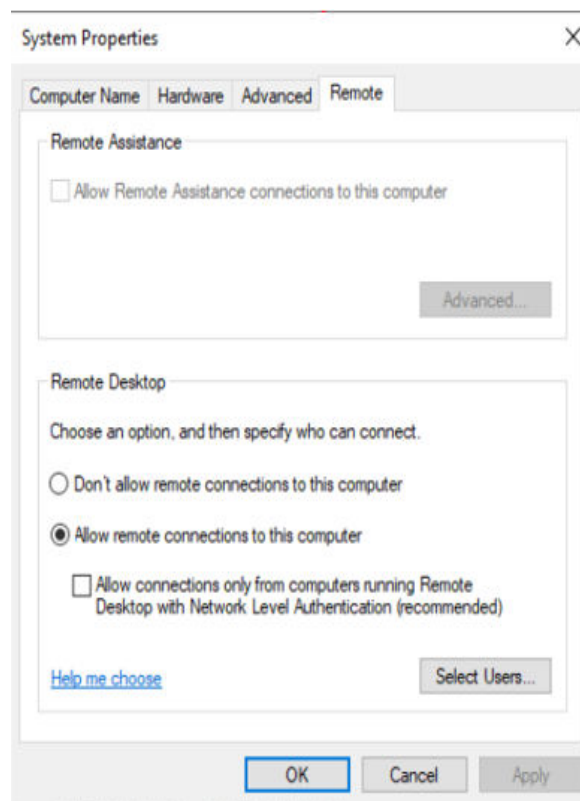 System Properties
Computer Name Hardware Advanced Remote
Remote Assistance
Allow Remote Assistance connections to this computer
Advanced...
Remote Desktop
Choose an option, and then specify who can connect.
Don't allow remote connections to this computer
Allow remote connections to this computer
Allow connections only from computers running Remote
Desktop with Network Level Authentication (recommended)
Help me choose
Select Users...
OK Cancel Apply